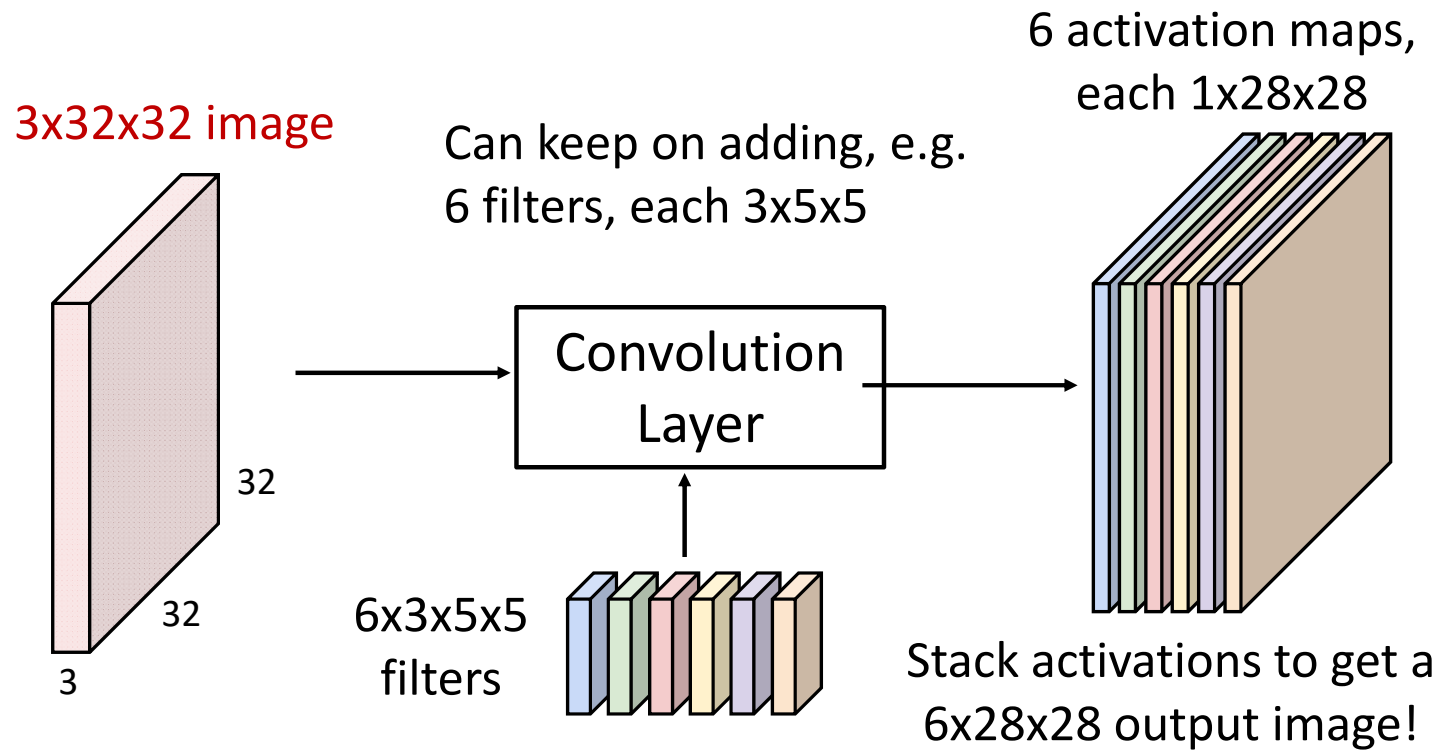 3x32x32 image
32
32
3
Can keep on adding, e.g.
6 filters, each 3x5x5
Convolution
Layer
6x3x5x5
filters
6 activation maps,
each 1x28x28
Stack activations to get a
6x28x28 output image!